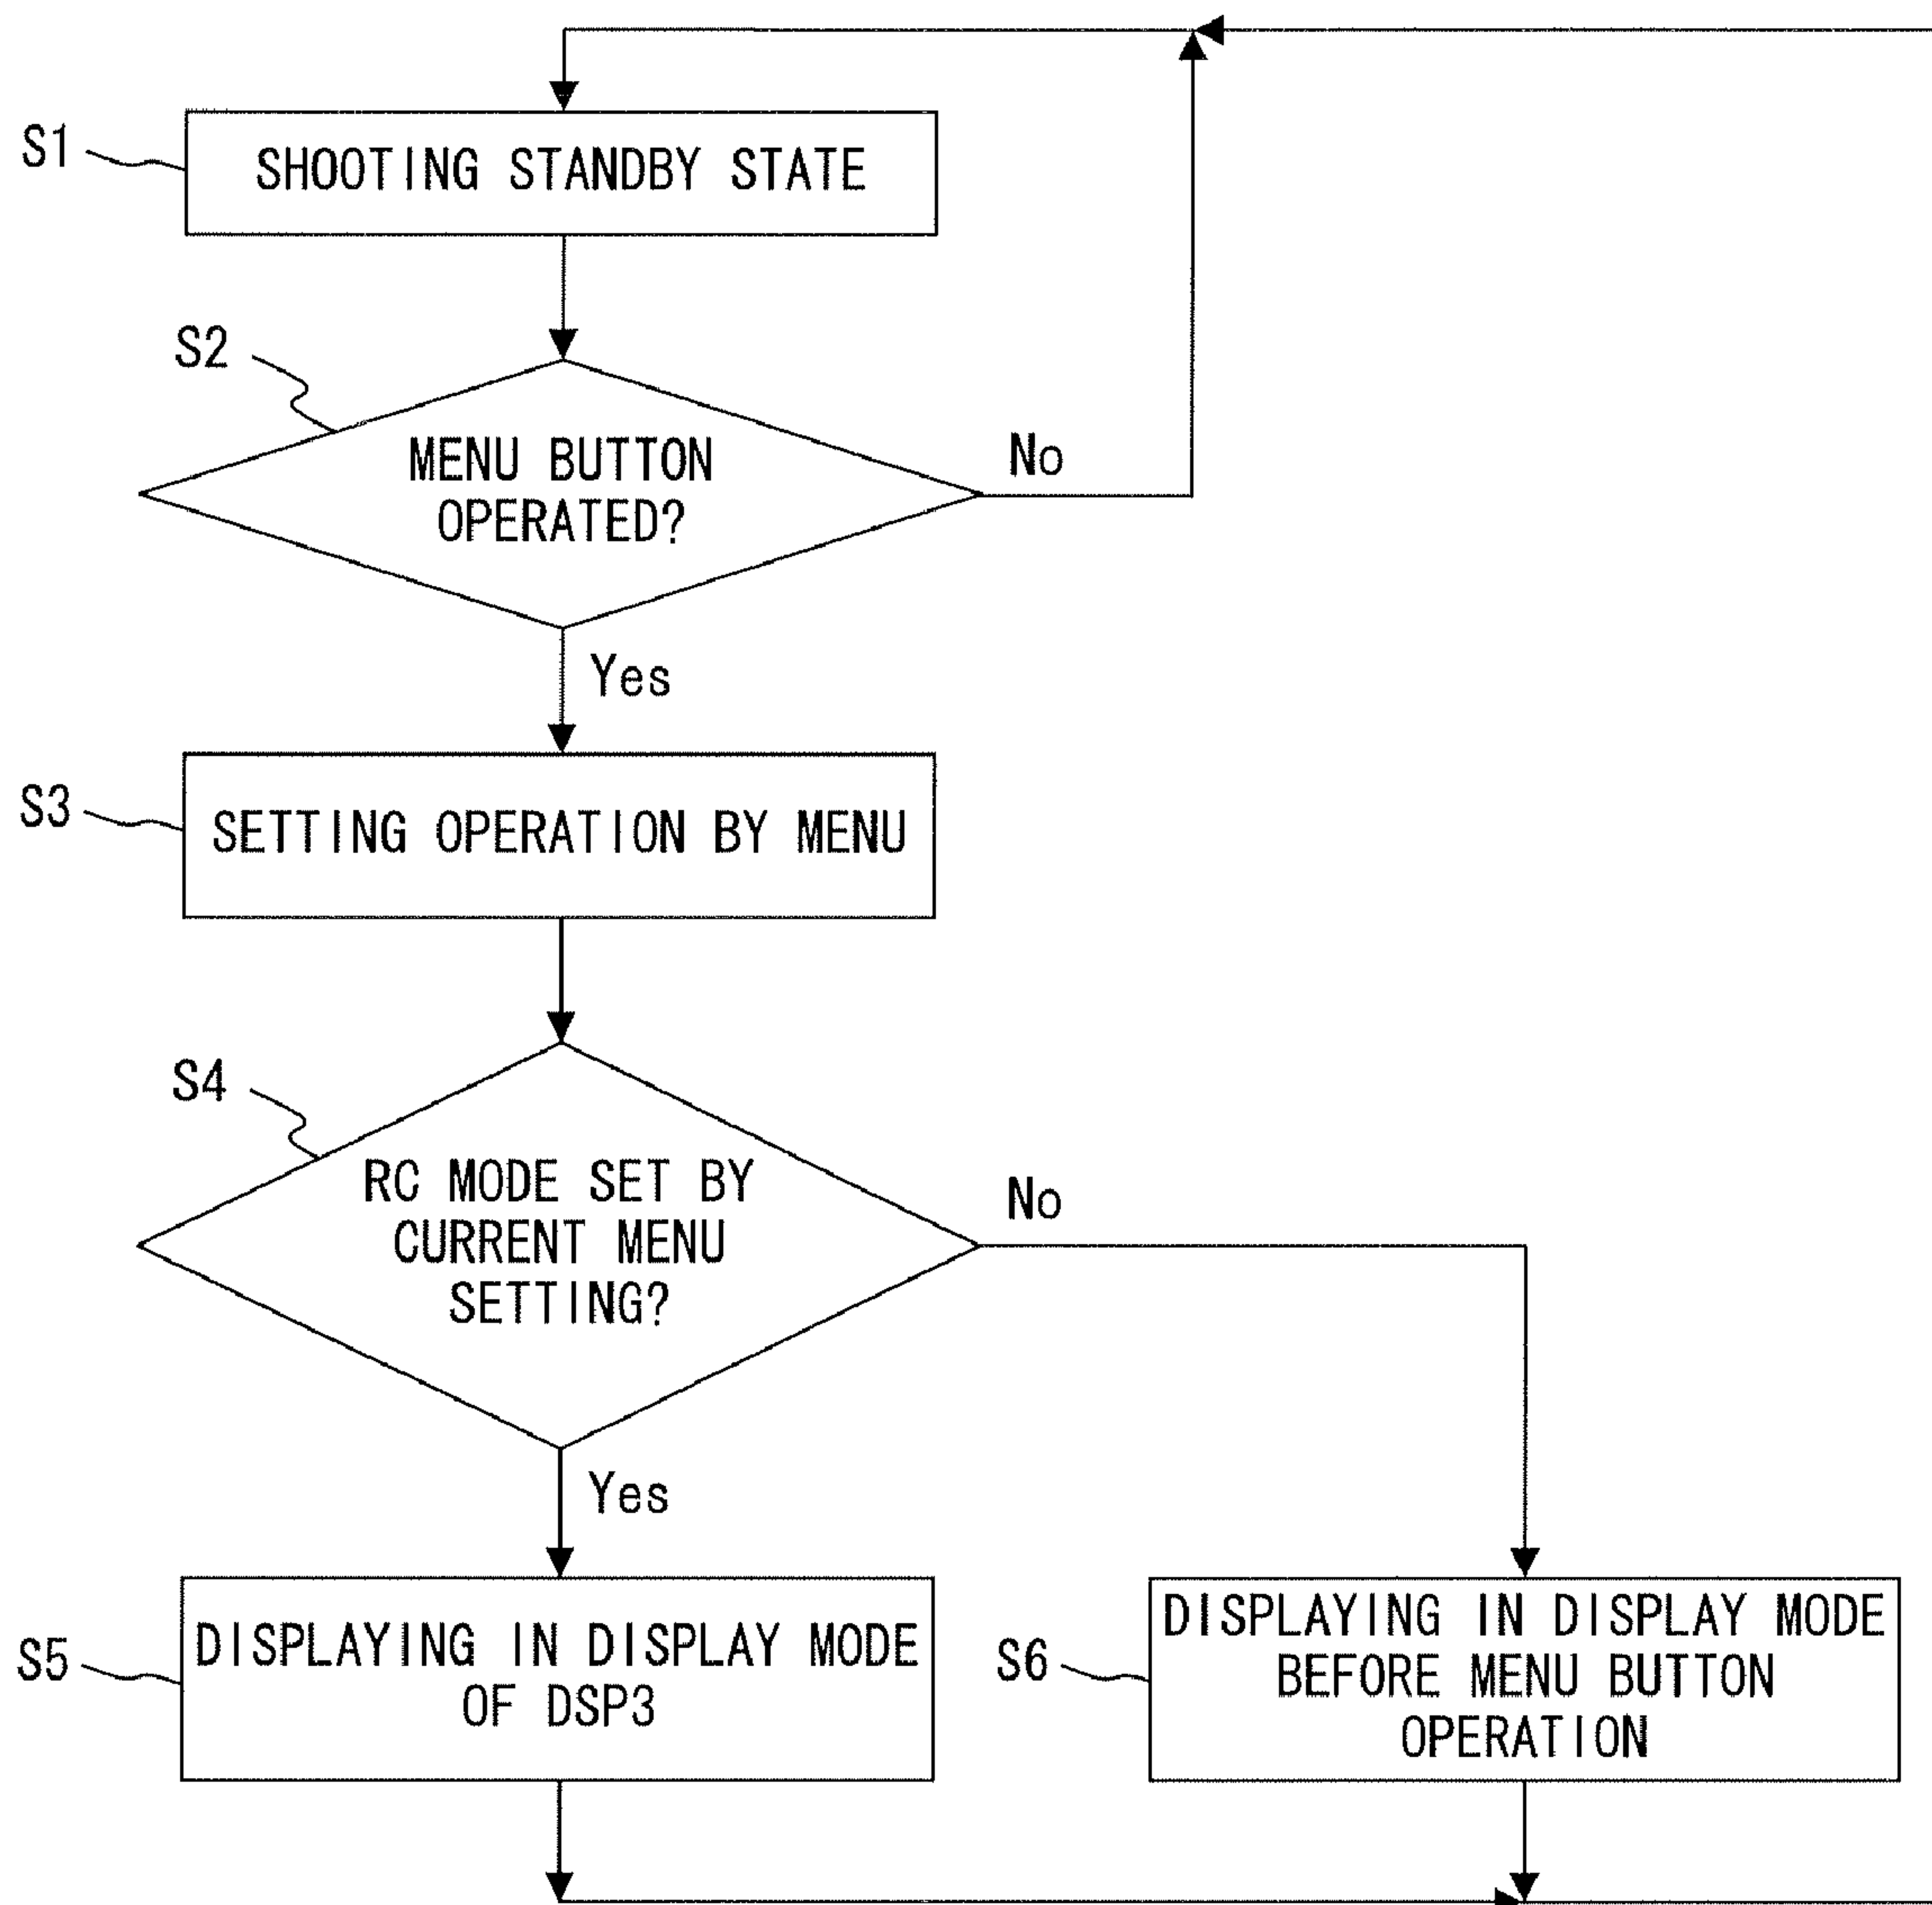 S1
SHOOTING STANDBY STATE
S2
MENU BUTTON
OPERATED?
No
Yes
S3
SETTING OPERATION BY MENU
S4
RC MODE SET BY
CURRENT MENU
SETTING?
No
Yes
S5
DISPLAYING IN DISPLAY MODE
OF DSP3
S6
DISPLAYING IN DISPLAY MODE
BEFORE MENU BUTTON
OPERATION